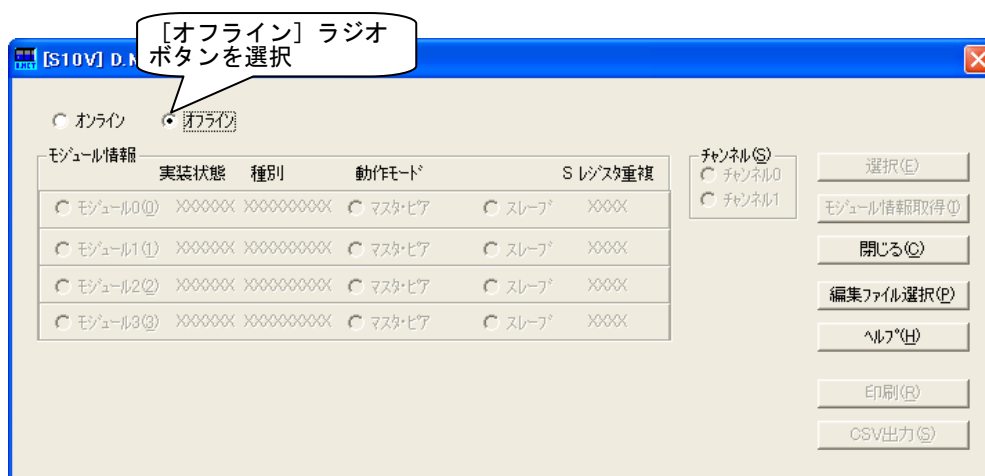 ［オフライン］ラジオ
ボタンを選択
[S10V] D.N
オンライン オフライン
モジュール情報
実装状態 種別 動作モード S レジスタ重複
モジュール0(0) XXXXXX XXXXXXXXX マスタ・ピア スレーブ XXXX
モジュール1(1) XXXXXX XXXXXXXXX マスタ・ピア スレーブ XXXX
モジュール2(2) XXXXXX XXXXXXXXX マスタ・ピア スレーブ XXXX
モジュール3(3) XXXXXX XXXXXXXXX マスタ・ピア スレーブ XXXX
チャンネル(S)
チャンネル0
チャンネル1
選択(E)
モジュール情報取得(I)
閉じる(C)
編集ファイル選択(P)
ヘルプ(H)
印刷(R)
CSV出力(S)